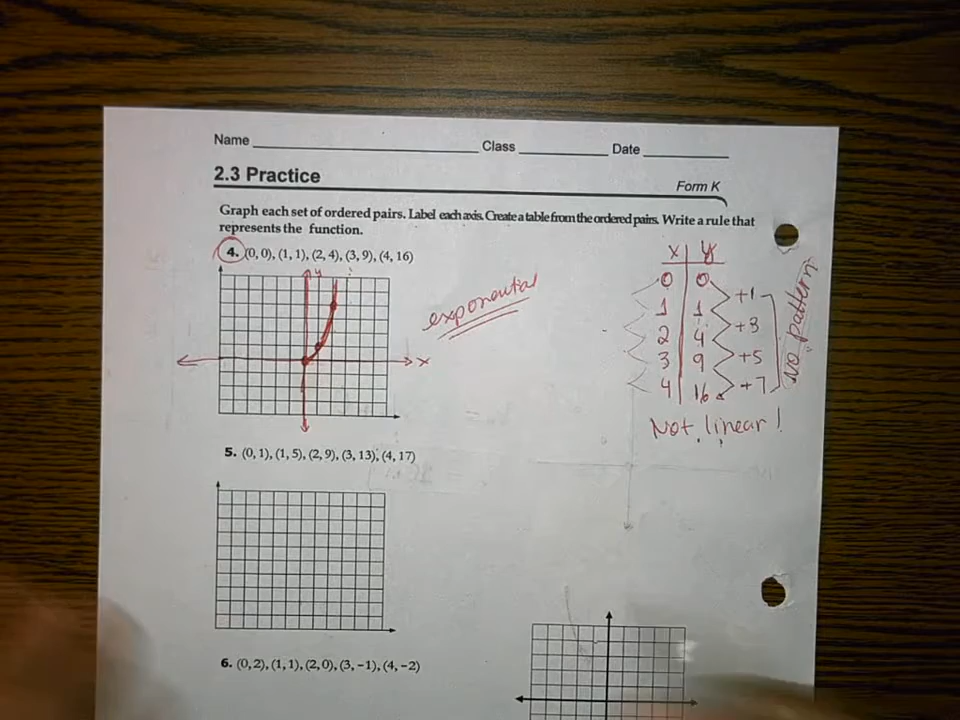 Name ____ Class ____ Date ____
2.3 Practice
Form K
Graph each set of ordered pairs. Label each axis. Create a table from the ordered pairs. Write a rule that
represents the function.
4. (0, 0), (1, 1), (2, 4), (3, 9), (4, 16)
y
x
exponential
x y
0 0
1 1
2 4
3 9
4 16
+1
+3
+5
+7
No pattern
Not linear!
5. (0, 1), (1, 5), (2, 9), (3, 13), (4, 17)
6. (0, 2), (1, 1), (2, 0), (3, −1), (4, −2)